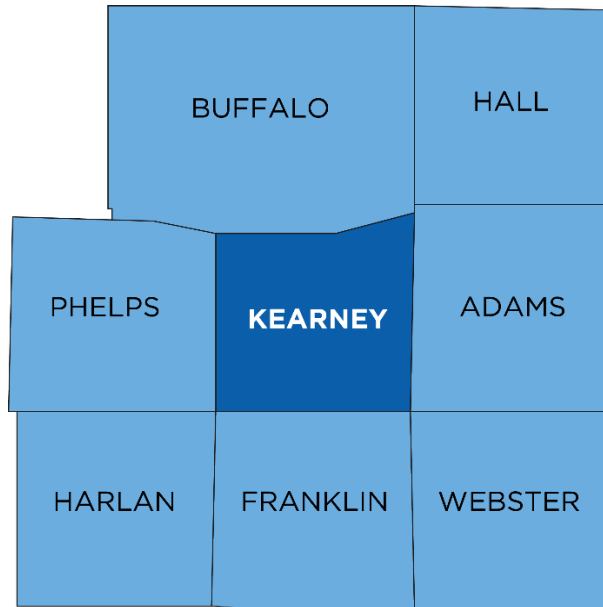 BUFFALO
HALL
PHELPS
KEARNEY
ADAMS
HARLAN
FRANKLIN
WEBSTER